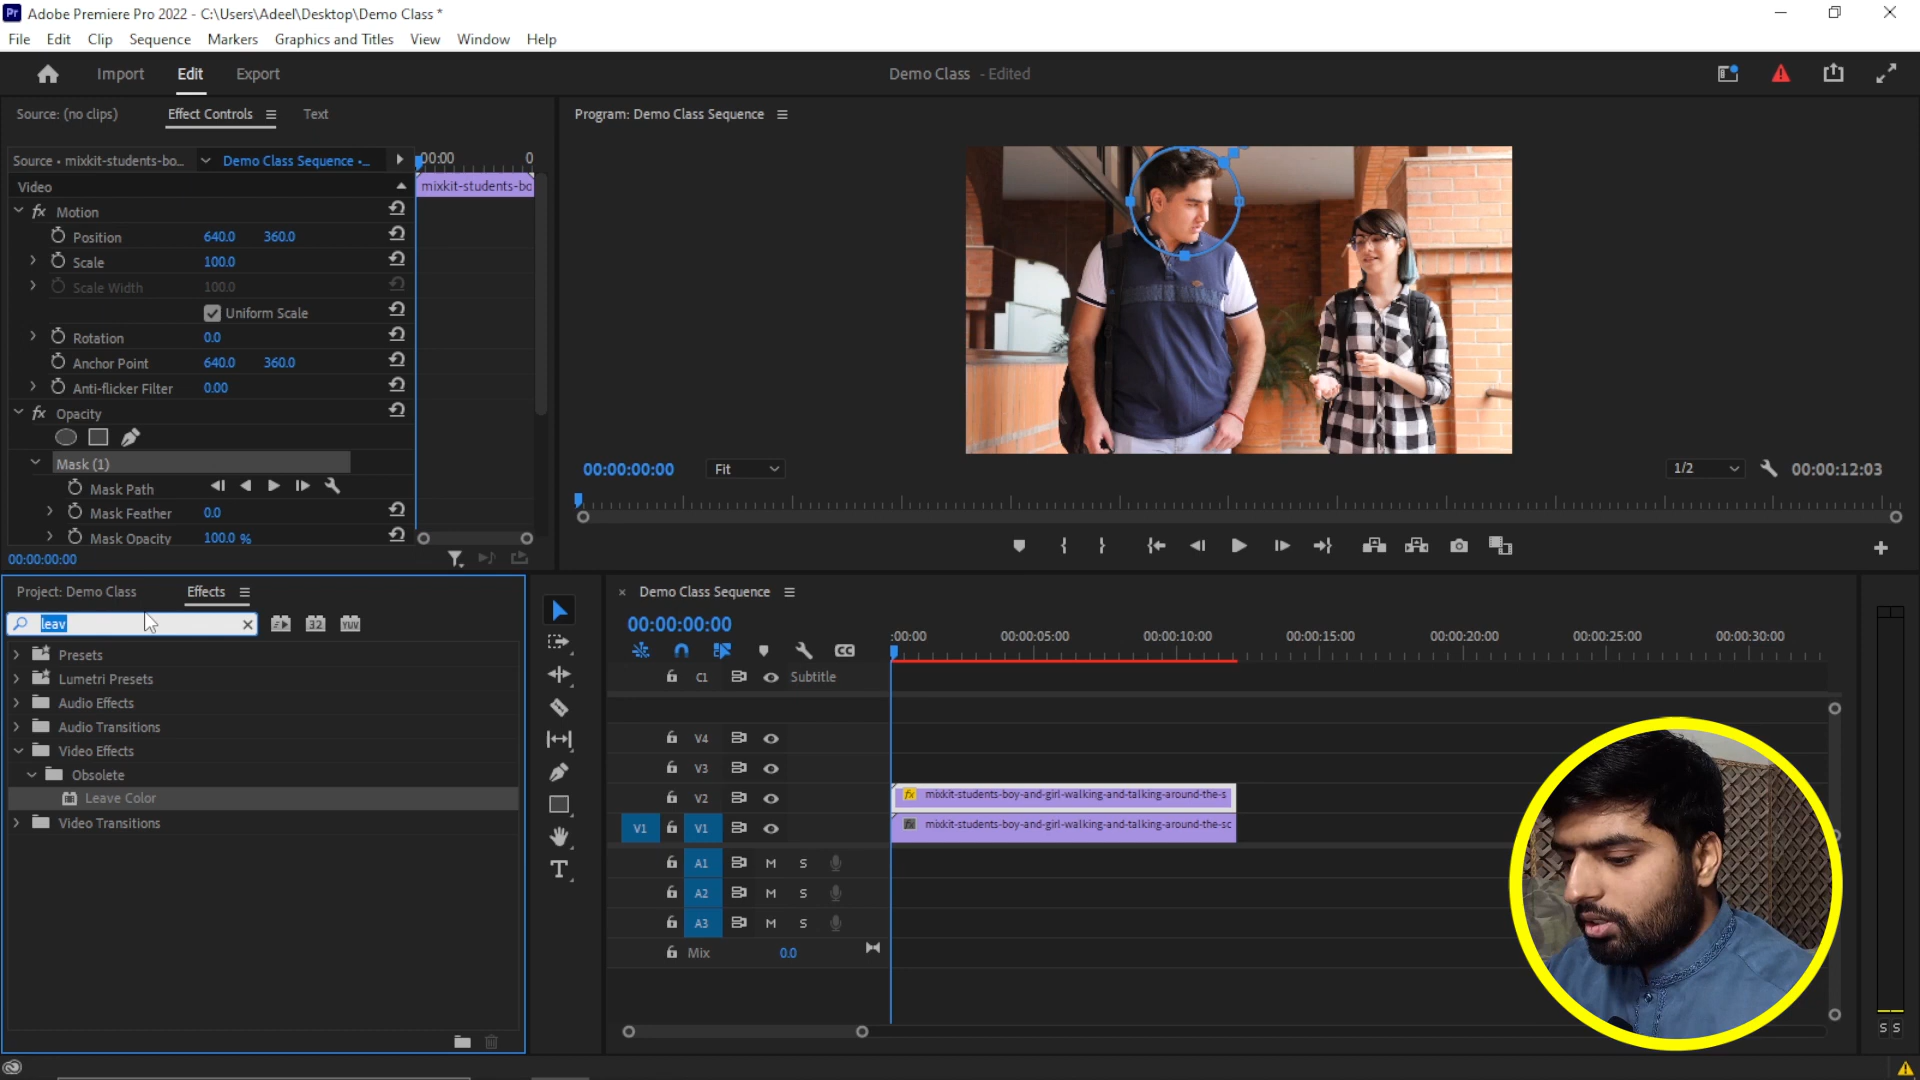 Pr Adobe Premiere Pro 2022 - C:\Users\Adeel\Desktop\Demo Class *
File Edit Clip Sequence Markers Graphics and Titles View Window Help
Import Edit Export Demo Class - Edited
Source: (no clips) Effect Controls Text
Program: Demo Class Sequence
Source • mixkit-students-bo... Demo Class Sequence •... :00:00 0
Video mixkit-students-bo
fx Motion
Position 640.0 360.0
Scale 100.0
Scale Width 100.0
Uniform Scale
Rotation 0.0
Anchor Point 640.0 360.0
Anti-flicker Filter 0.00
fx Opacity
Mask (1)
Mask Path
Mask Feather 0.0
Mask Opacity 100.0 %
00:00:00:00
00:00:00:00 Fit 1/2 00:00:12:03
Project: Demo Class Effects
leav 32 YUV
Presets
Lumetri Presets
Audio Effects
Audio Transitions
Video Effects
Obsolete
Leave Color
Video Transitions
× Demo Class Sequence
00:00:00:00
:00:00 00:00:05:00 00:00:10:00 00:00:15:00 00:00:20:00 00:00:25:00 00:00:30:00
CC
C1 Subtitle
V4
V3
V2 fx mixkit-students-boy-and-girl-walking-and-talking-around-the-s
V1 V1 fx mixkit-students-boy-and-girl-walking-and-talking-around-the-sc
A1 M S
A2 M S
A3 M S
Mix 0.0
S S